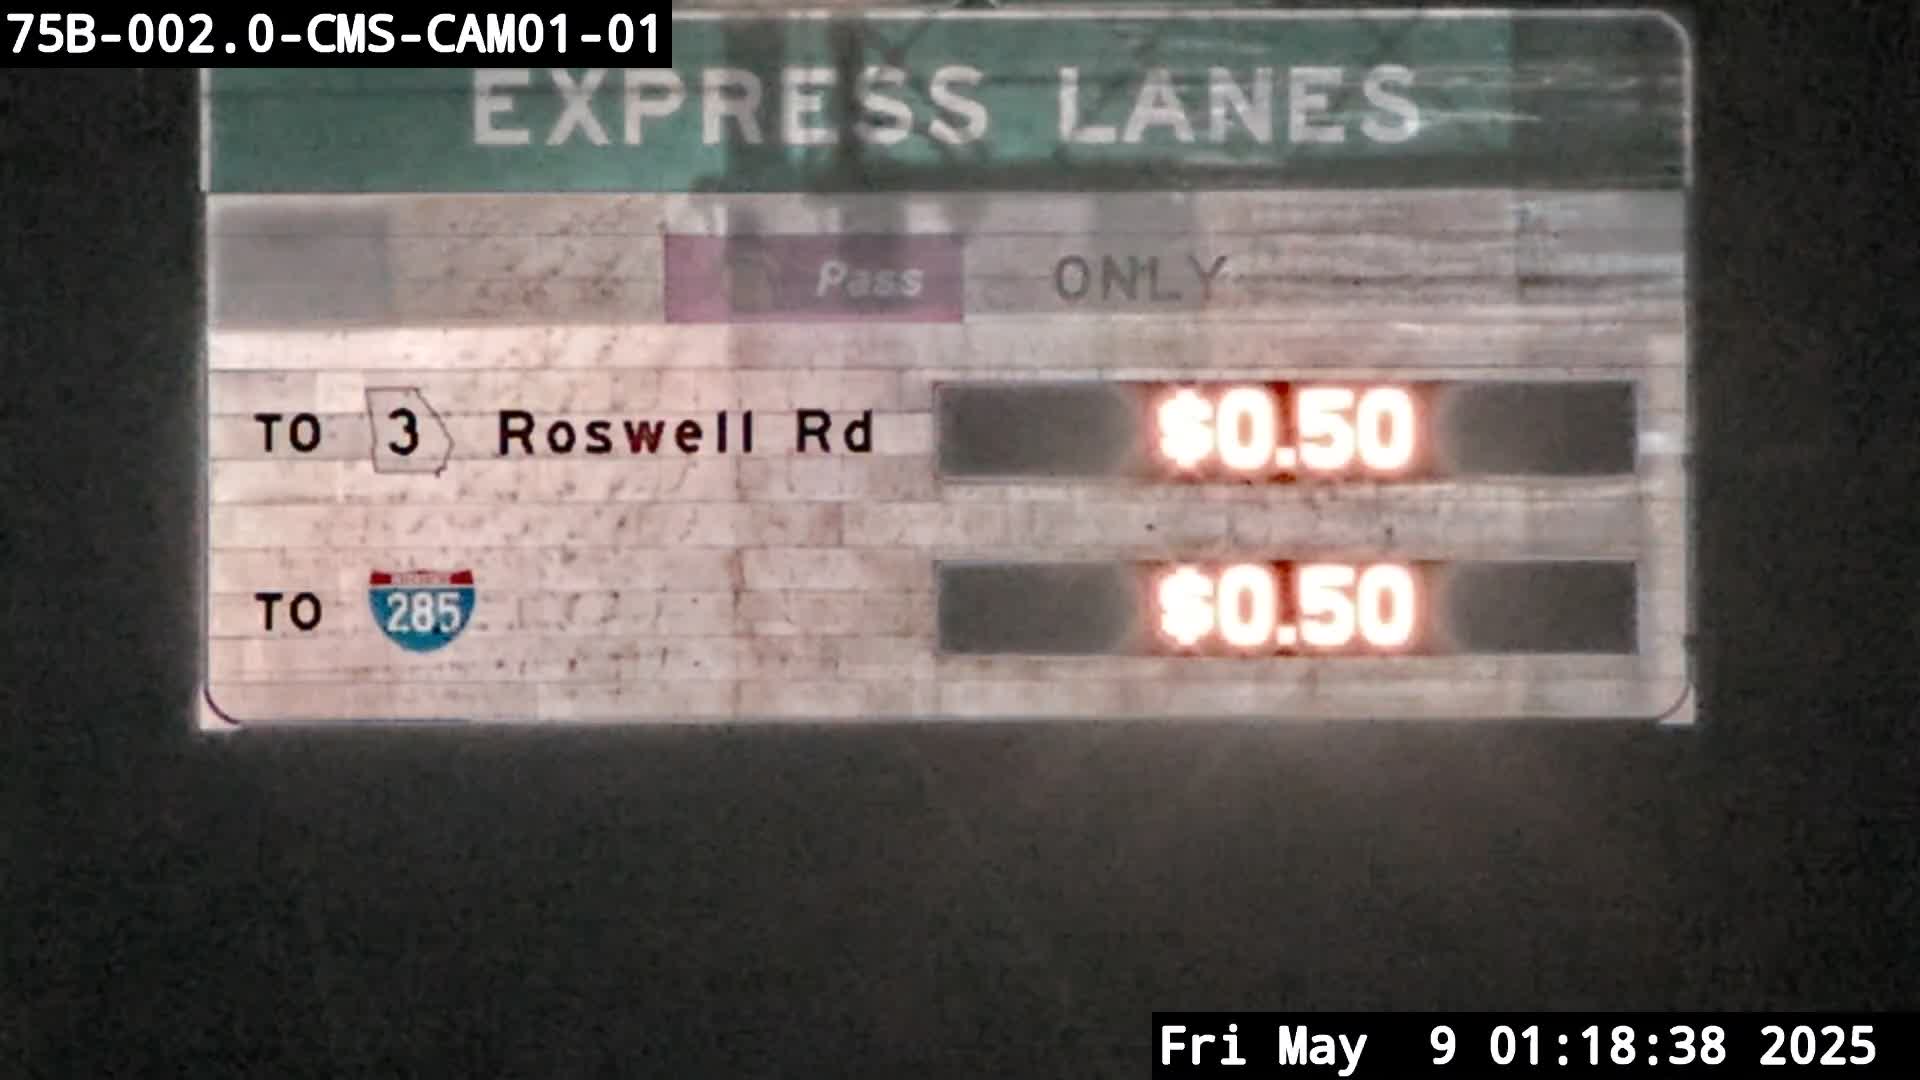 75B-002.0-CMS-CAM01-01
EXPRESS LANES
Pass ONLY
TO 3 Roswell Rd $0.50
TO 285 $0.50
Fri May 9 01:18:38 2025